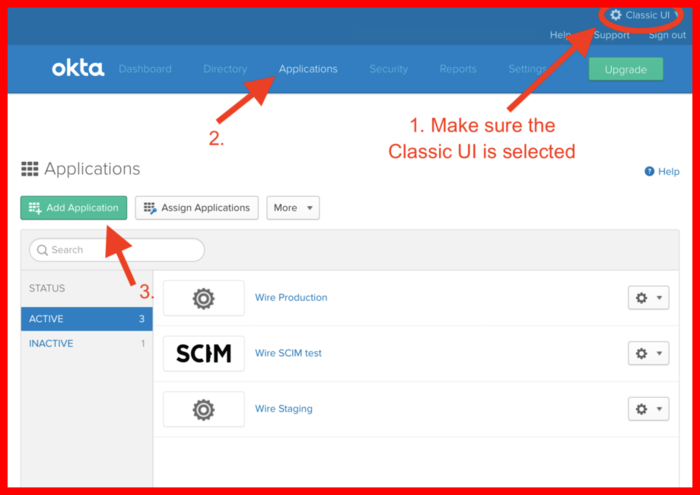 Classic UI
Help Support Sign out
okta Dashboard Directory Applications Security Reports Settings Upgrade
2.
1. Make sure the
Classic UI is selected
Applications
Help
Add Application Assign Applications More
Search
3.
STATUS
ACTIVE 3
INACTIVE 1
Wire Production
SCIM Wire SCIM test
Wire Staging